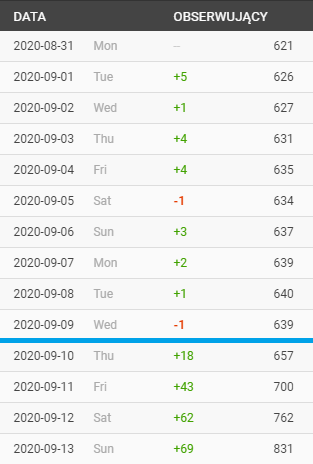 DATA OBSERWUJĄCY
2020-08-31 Mon -- 621
2020-09-01 Tue +5 626
2020-09-02 Wed +1 627
2020-09-03 Thu +4 631
2020-09-04 Fri +4 635
2020-09-05 Sat -1 634
2020-09-06 Sun +3 637
2020-09-07 Mon +2 639
2020-09-08 Tue +1 640
2020-09-09 Wed -1 639
2020-09-10 Thu +18 657
2020-09-11 Fri +43 700
2020-09-12 Sat +62 762
2020-09-13 Sun +69 831